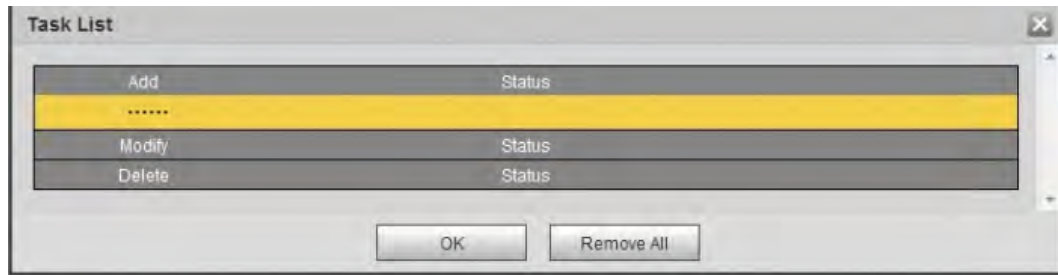 Task List
Add Status
••••••
Modify Status
Delete Status
OK Remove All